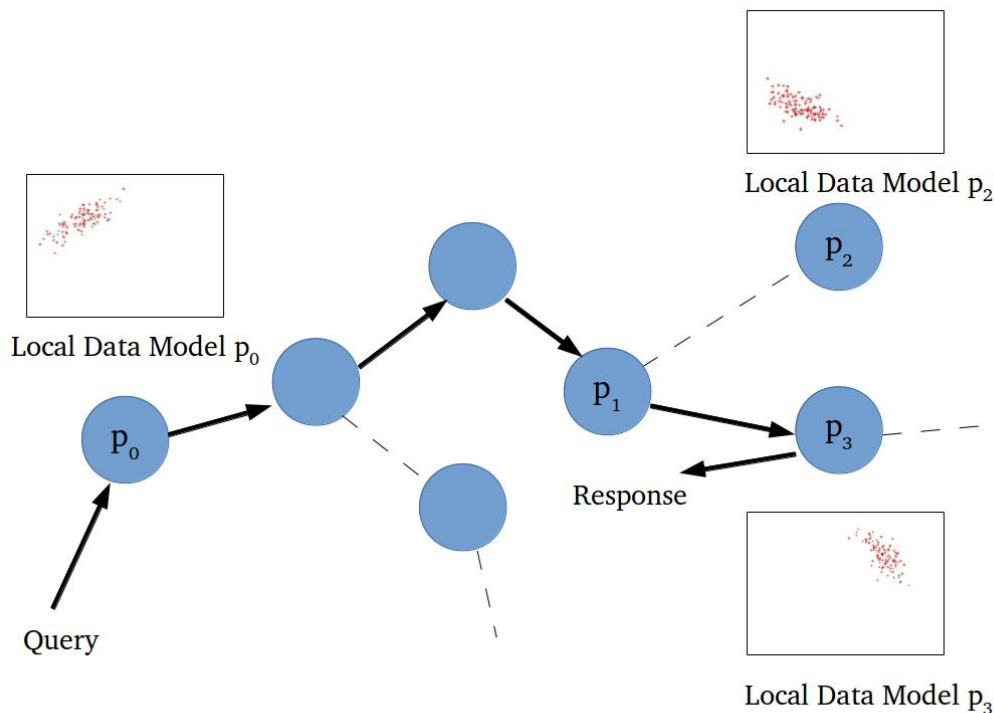 Local Data Model p₂
p₂
Local Data Model p₀
p₁
p₀
p₃
Response
Query
Local Data Model p₃